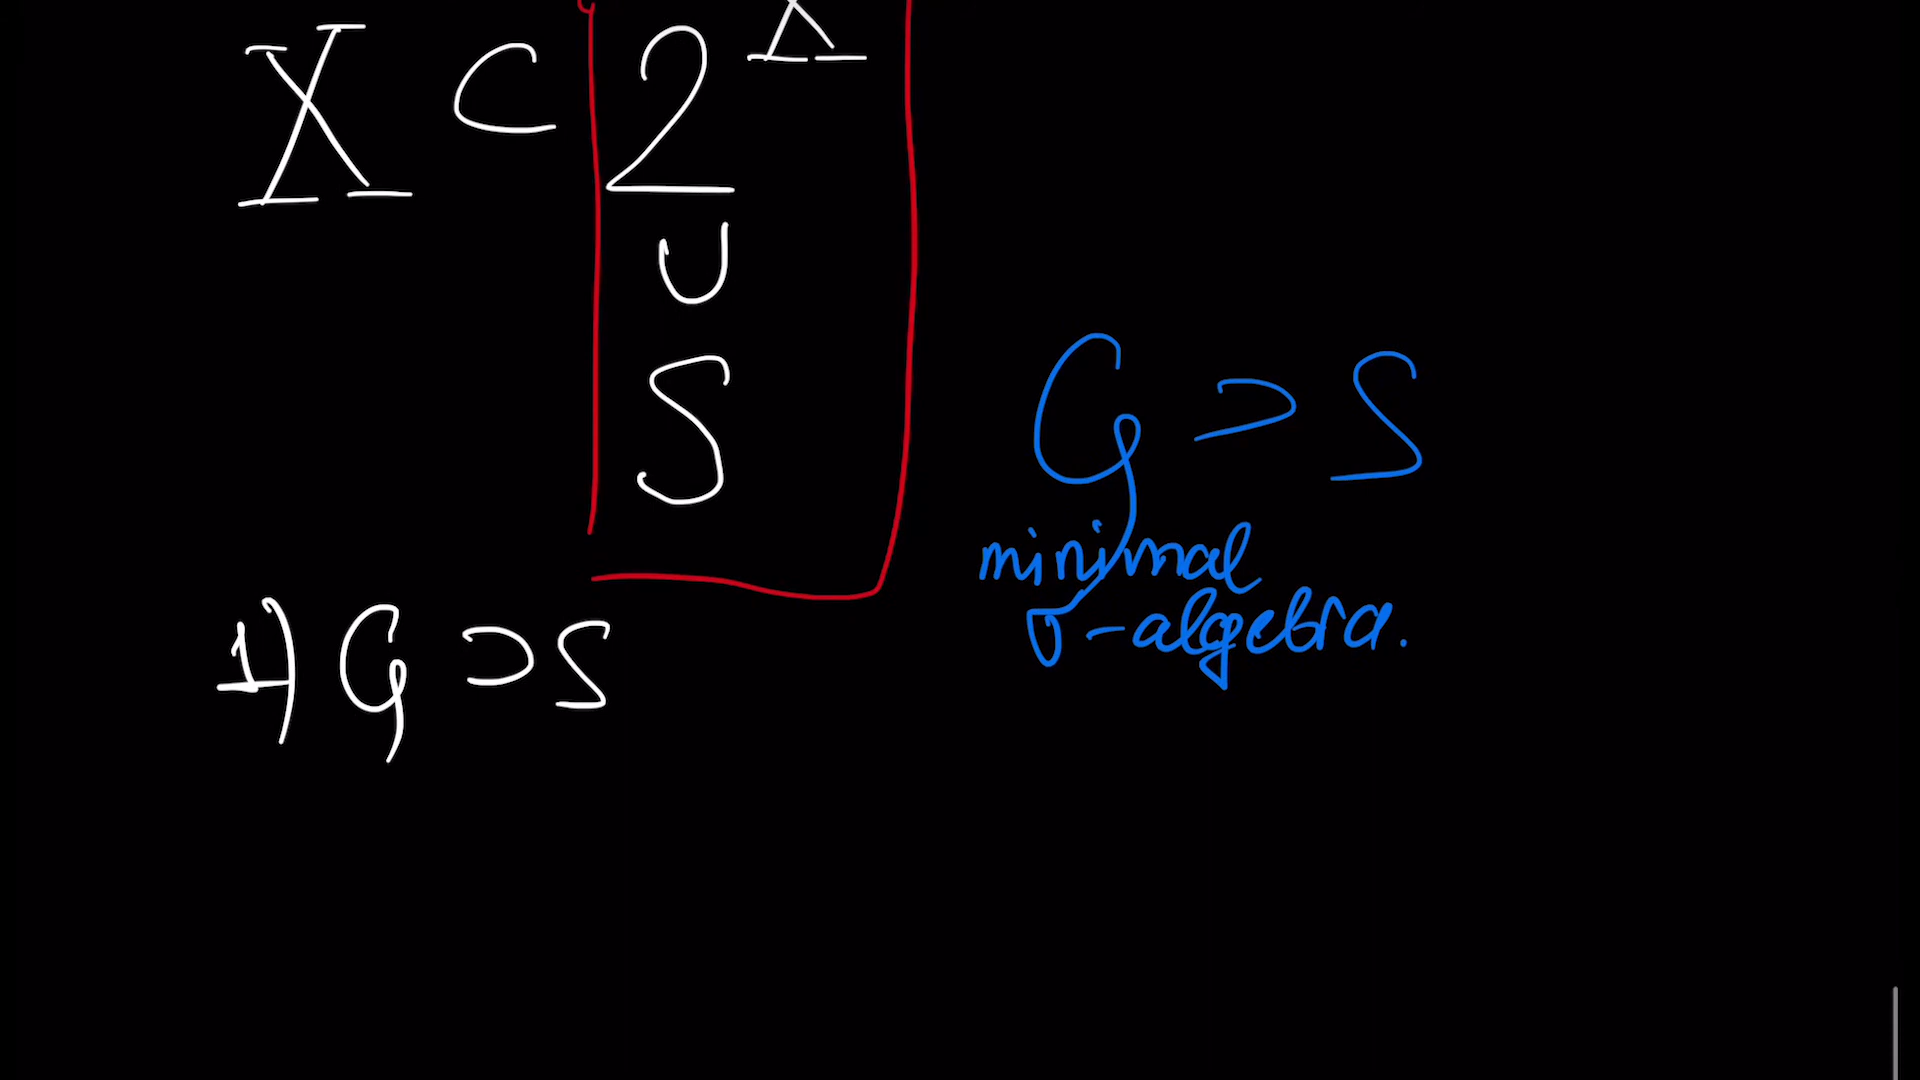 X ⊂ 2^X
∪
S
G ⊃ S
minimal
σ-algebra.
1) G ⊃ S